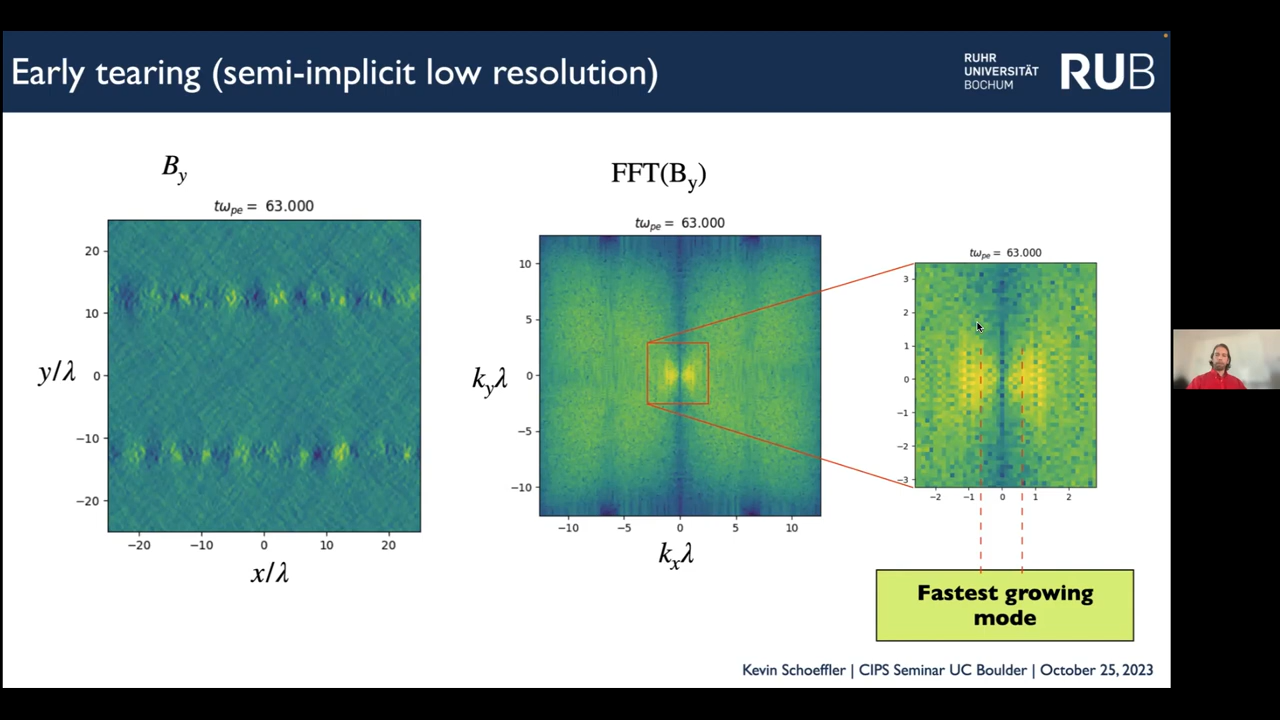 Early tearing (semi-implicit low resolution)
RUHR
UNIVERSITÄT
BOCHUM
RUB
B_y
tω_pe = 63.000
20
10
0
−10
−20
y/λ
−20 −10 0 10 20
x/λ
FFT(B_y)
tω_pe = 63.000
10
5
0
−5
−10
k_yλ
−10 −5 0 5 10
k_xλ
tω_pe = 63.000
3
2
1
0
−1
−2
−3
−2 −1 0 1 2
Fastest growing
mode
Kevin Schoeffler | CIPS Seminar UC Boulder | October 25, 2023